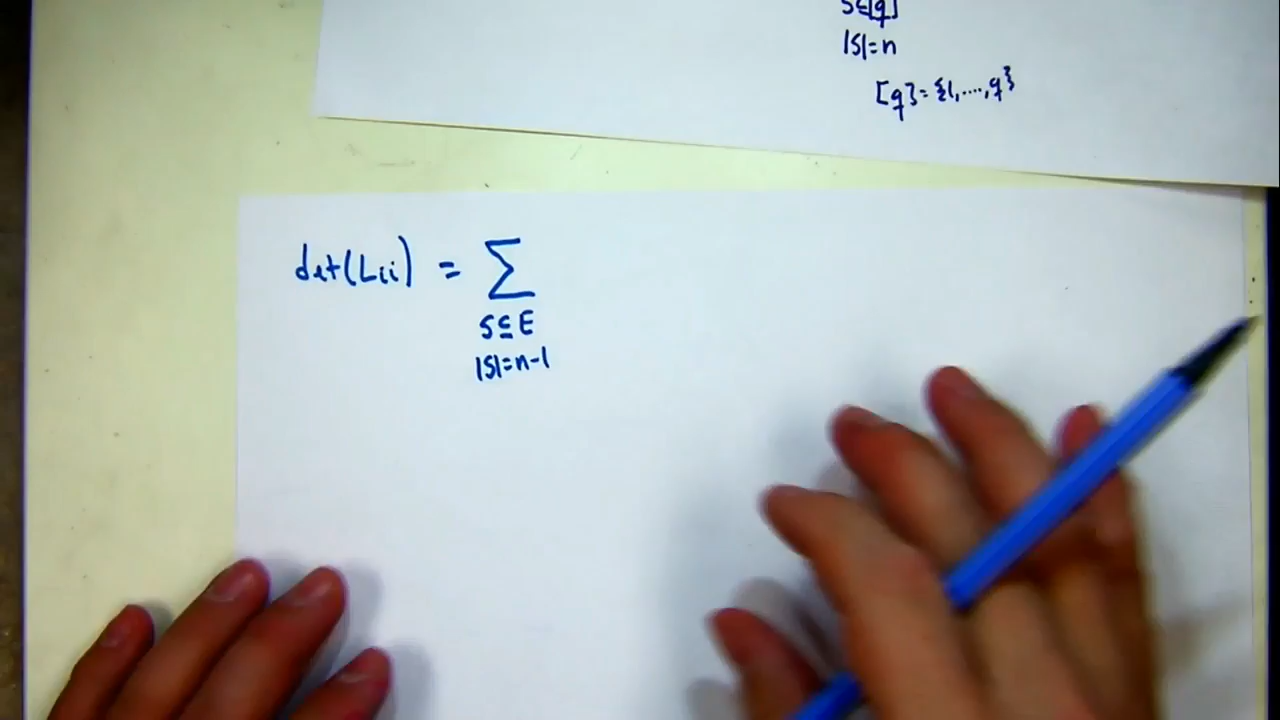 S⊆[q]
|S|=n
[q]={1,...,q}
det(Lii) = Σ
S⊆E
|S|=n-1